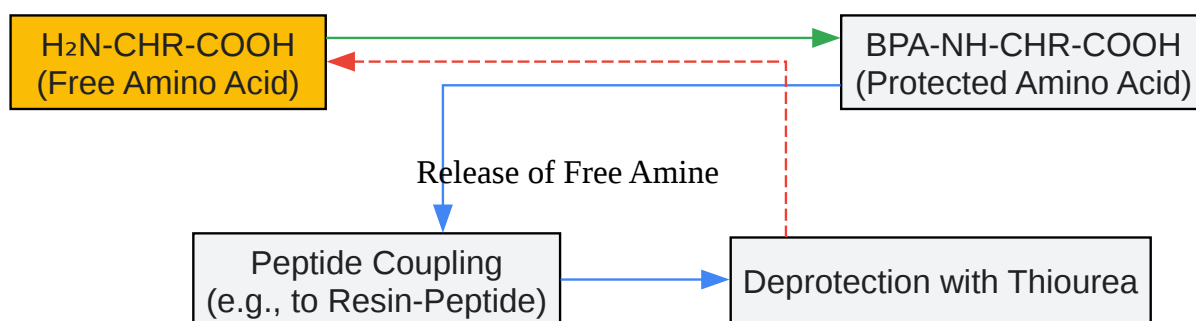 H₂N-CHR-COOH
(Free Amino Acid)
BPA-NH-CHR-COOH
(Protected Amino Acid)
Release of Free Amine
Peptide Coupling
(e.g., to Resin-Peptide)
Deprotection with Thiourea